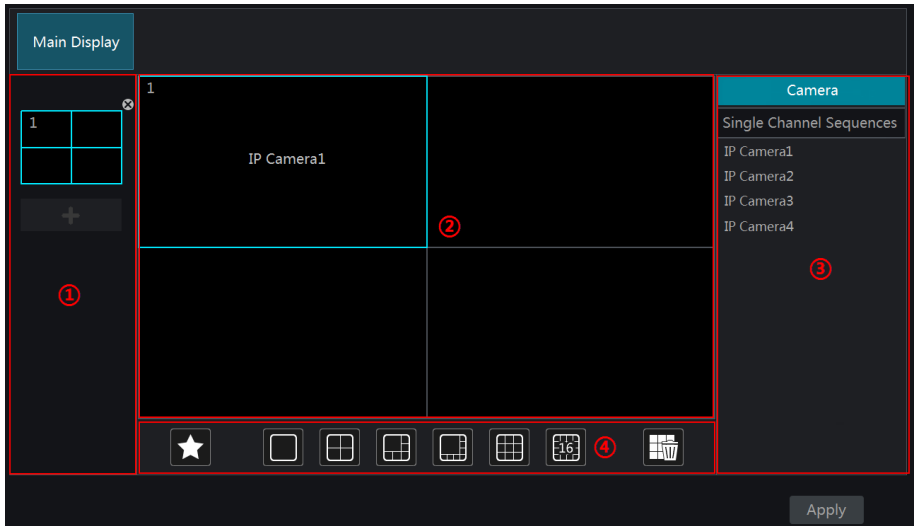 Main Display
1
1
IP Camera1
②
①
Camera
Single Channel Sequences
IP Camera1
IP Camera2
IP Camera3
IP Camera4
③
16
④
Apply